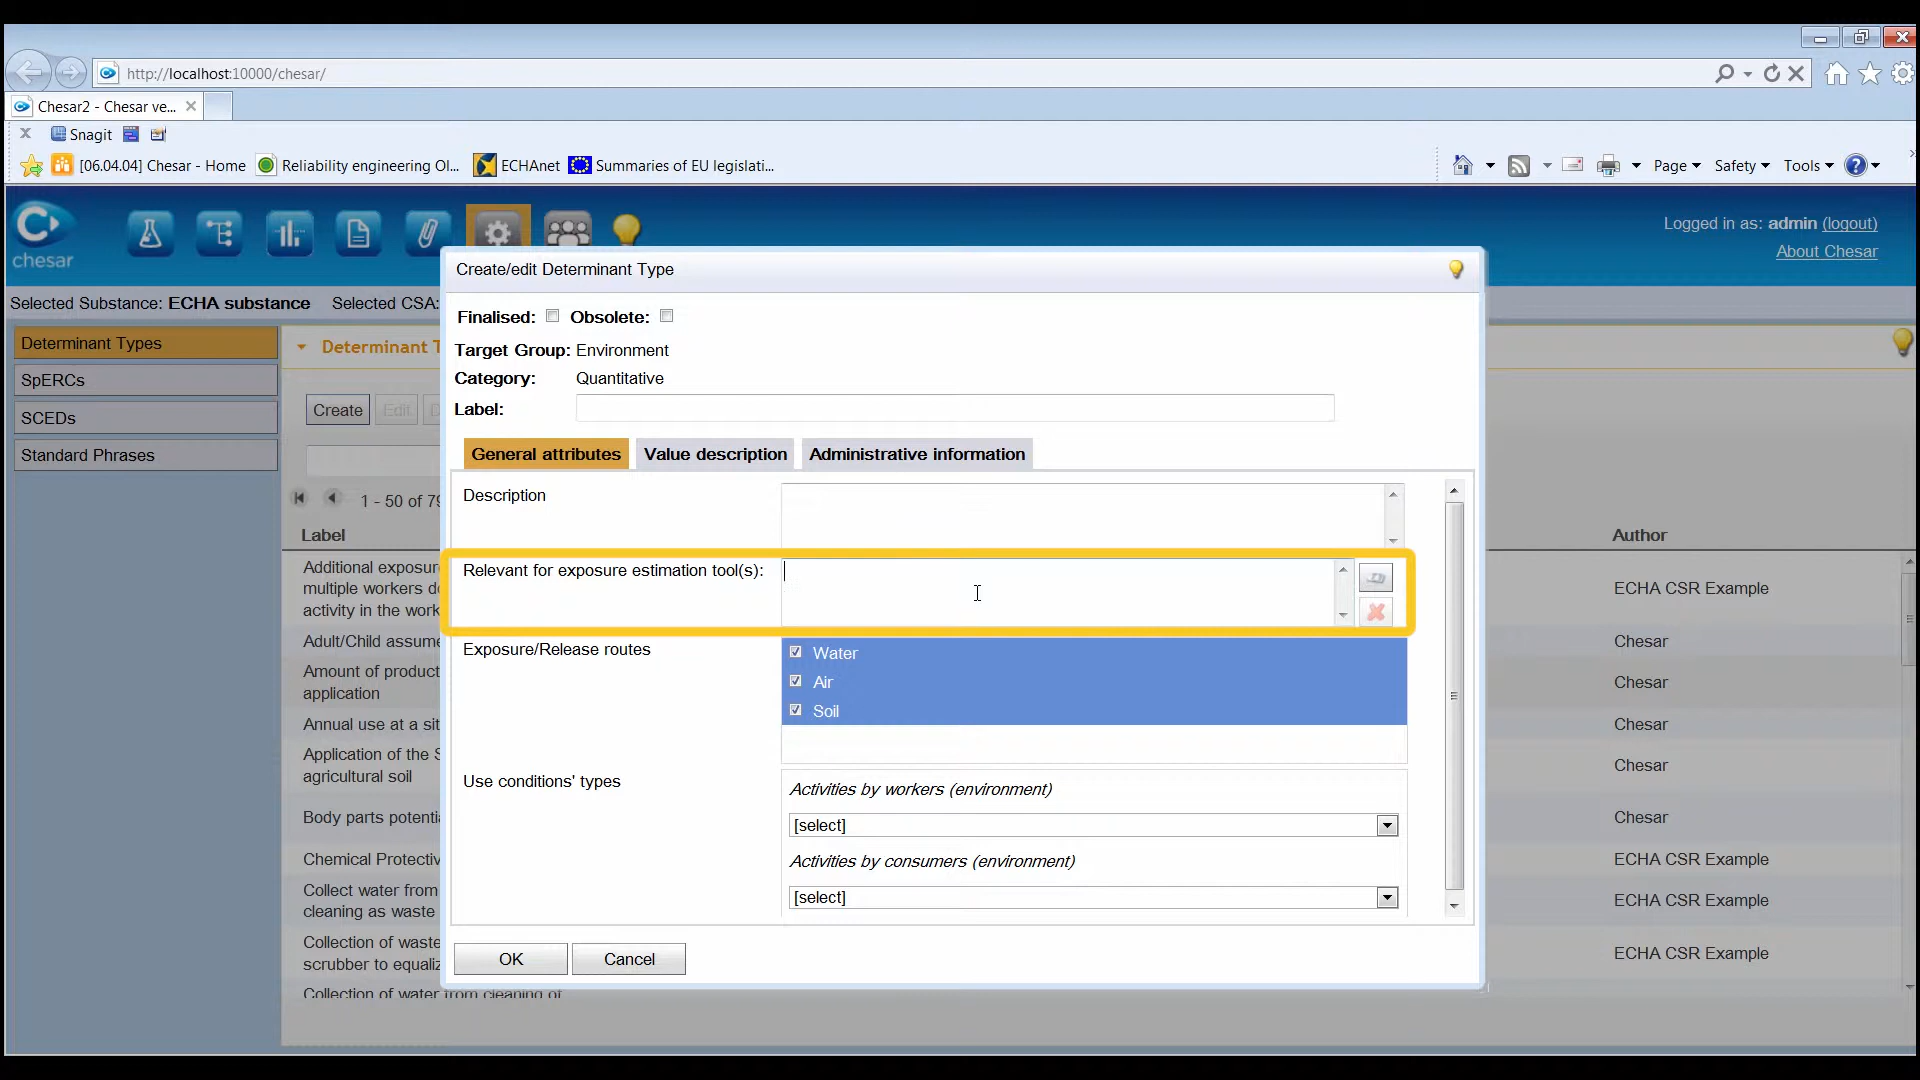 http://localhost:10000/chesar/
Chesar2 - Chesar ve...
Snagit
[06.04.04] Chesar - Home
Reliability engineering Ol...
ECHAnet
Summaries of EU legislati...
Page
Safety
Tools
chesar
Logged in as: admin (logout)
About Chesar
Selected Substance: ECHA substance
Selected CSA:
Determinant Types
SpERCs
SCEDs
Standard Phrases
Determinant T
Create
Edit
D
1 - 50 of 79
Label
Author
Additional exposur
multiple workers d
activity in the work
ECHA CSR Example
Adult/Child assume
Chesar
Amount of product
application
Chesar
Annual use at a sit
Chesar
Application of the S
agricultural soil
Chesar
Body parts potenti
Chesar
Chemical Protectiv
ECHA CSR Example
Collect water from
cleaning as waste
ECHA CSR Example
Collection of waste
scrubber to equaliz
ECHA CSR Example
Collection of water from cleaning of
Create/edit Determinant Type
Finalised:
Obsolete:
Target Group: Environment
Category: Quantitative
Label:
General attributes
Value description
Administrative information
Description
Relevant for exposure estimation tool(s):
Exposure/Release routes
Water
Air
Soil
Use conditions' types
Activities by workers (environment)
[select]
Activities by consumers (environment)
[select]
OK
Cancel